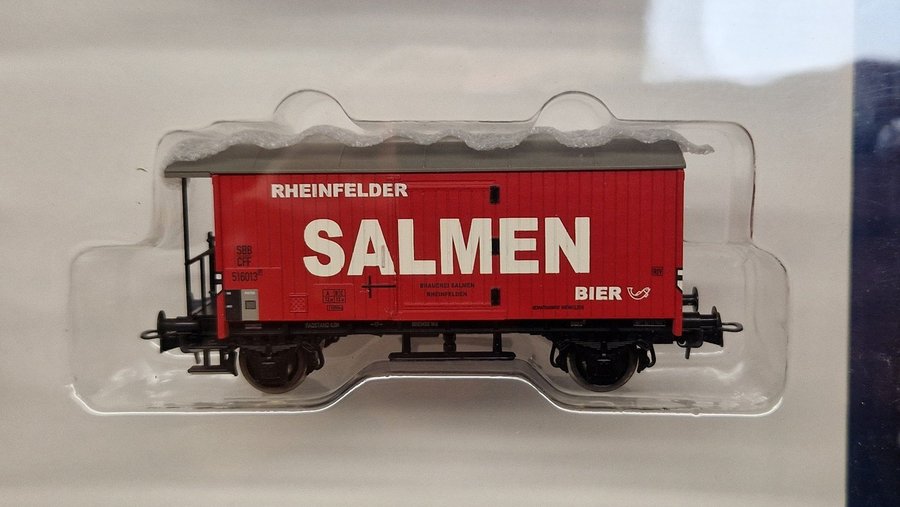 RHEINFELDER
SALMEN
BIER
SBB
CFF
516013
BRAUEREI SALMEN
RHEINFELDEN